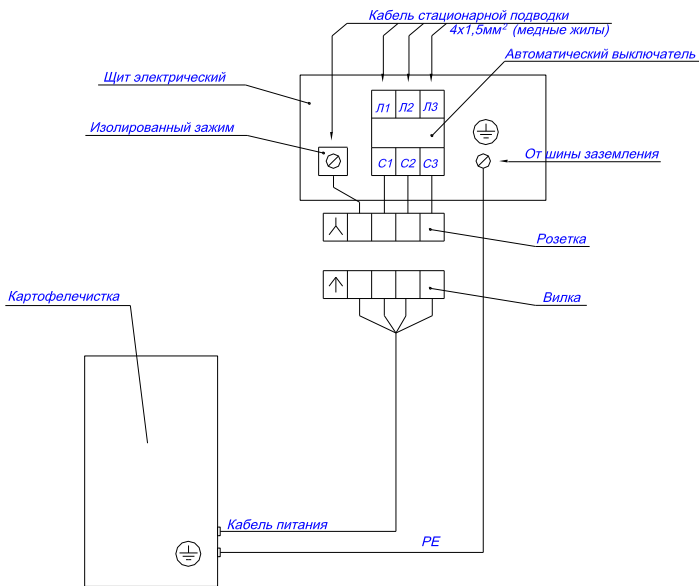 Кабель стационарной подводки
4х1,5мм² (медные жилы)
Автоматический выключатель
Щит электрический
Л1 Л2 Л3
Изолированный зажим
С1 С2 С3
От шины заземления
Розетка
Картофелечистка
Вилка
Кабель питания
РЕ